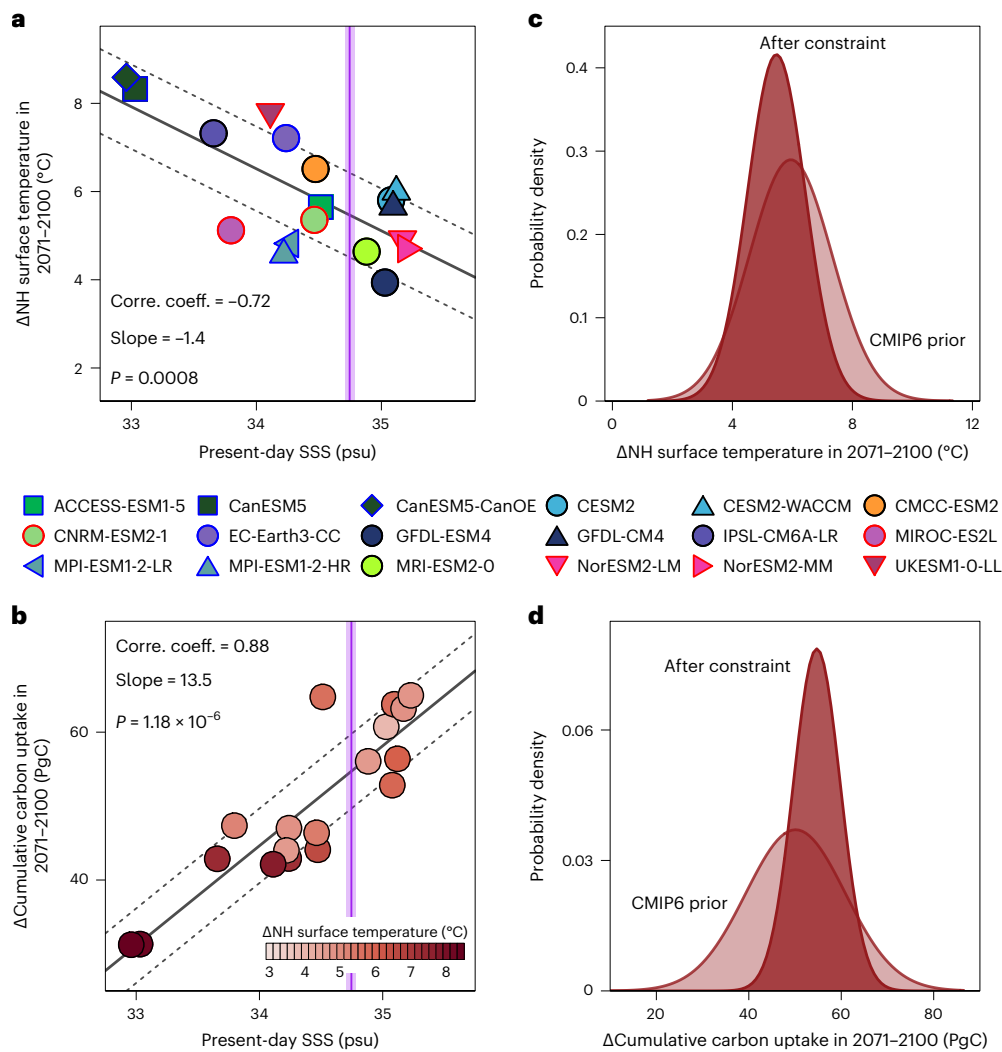 a
ΔNH surface temperature in
2071–2100 (°C)
8
6
4
2
Corre. coeff. = –0.72
Slope = –1.4
P = 0.0008
33
34
35
Present-day SSS (psu)
c
After constraint
CMIP6 prior
Probability density
0.4
0.3
0.2
0.1
0
0
4
8
12
ΔNH surface temperature in 2071–2100 (°C)
ACCESS-ESM1-5
CanESM5
CanESM5-CanOE
CESM2
CESM2-WACCM
CMCC-ESM2
CNRM-ESM2-1
EC-Earth3-CC
GFDL-ESM4
GFDL-CM4
IPSL-CM6A-LR
MIROC-ES2L
MPI-ESM1-2-LR
MPI-ESM1-2-HR
MRI-ESM2-0
NorESM2-LM
NorESM2-MM
UKESM1-0-LL
b
Corre. coeff. = 0.88
Slope = 13.5
P = 1.18 × 10⁻⁶
ΔCumulative carbon uptake in
2071–2100 (PgC)
60
40
ΔNH surface temperature (°C)
3 4 5 6 7 8
33
34
35
Present-day SSS (psu)
d
After constraint
CMIP6 prior
Probability density
0.06
0.03
0
20
40
60
80
ΔCumulative carbon uptake in 2071–2100 (PgC)